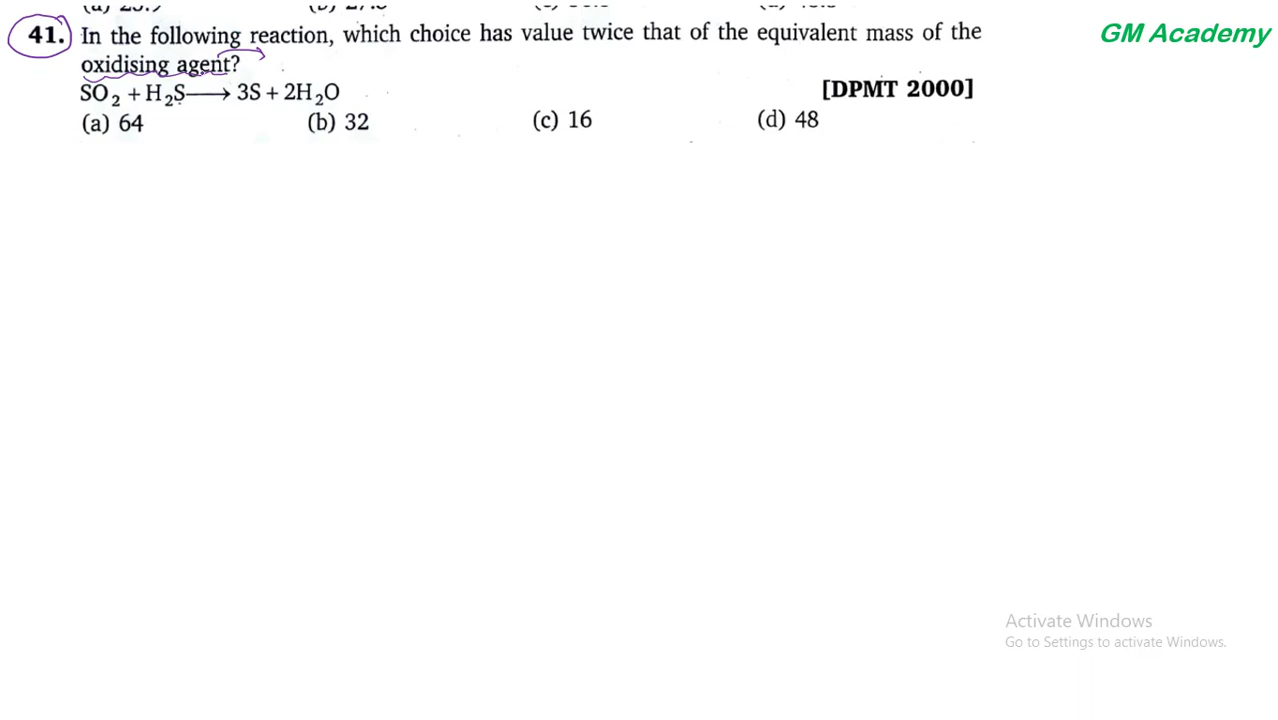 GM Academy
41. In the following reaction, which choice has value twice that of the equivalent mass of the
oxidising agent?
SO₂ + H₂S ⟶ 3S + 2H₂O [DPMT 2000]
(a) 64 (b) 32 (c) 16 (d) 48
Activate Windows
Go to Settings to activate Windows.